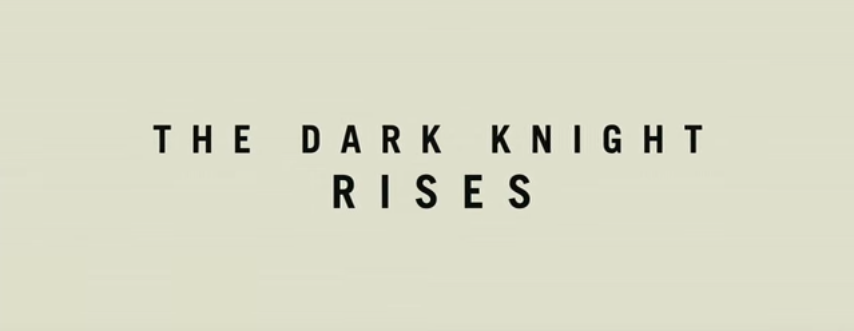 THE DARK KNIGHT
RISES